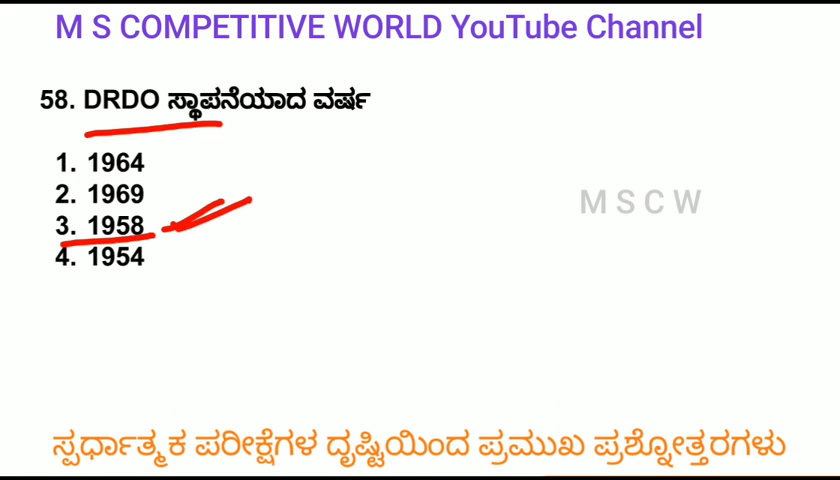 M S COMPETITIVE WORLD YouTube Channel
58. DRDO ಸ್ಥಾಪನೆಯಾದ ವರ್ಷ
1. 1964
2. 1969
3. 1958
4. 1954
M S C W
ಸ್ಪರ್ಧಾತ್ಮಕ ಪರೀಕ್ಷೆಗಳ ದೃಷ್ಟಿಯಿಂದ ಪ್ರಮುಖ ಪ್ರಶ್ನೋತ್ತರಗಳು